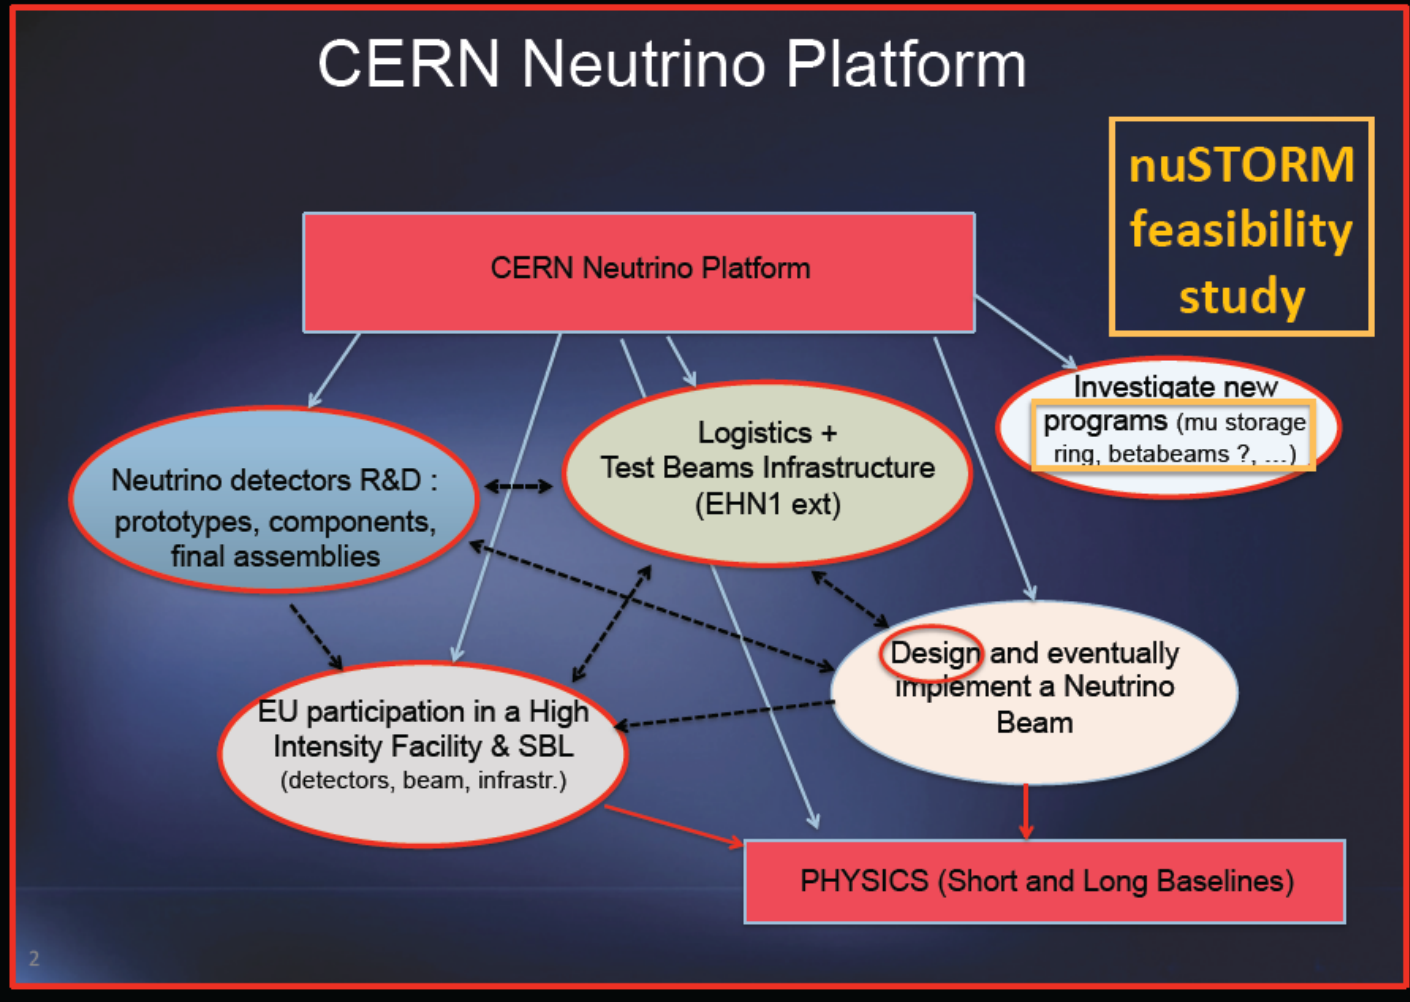 CERN Neutrino Platform
nuSTORM
feasibility
study
CERN Neutrino Platform
Investigate new
programs (mu storage
ring, betabeams ?, ...)
Logistics +
Test Beams Infrastructure
(EHN1 ext)
Neutrino detectors R&D :
prototypes, components,
final assemblies
Design and eventually
implement a Neutrino
Beam
EU participation in a High
Intensity Facility & SBL
(detectors, beam, infrastr.)
PHYSICS (Short and Long Baselines)
2